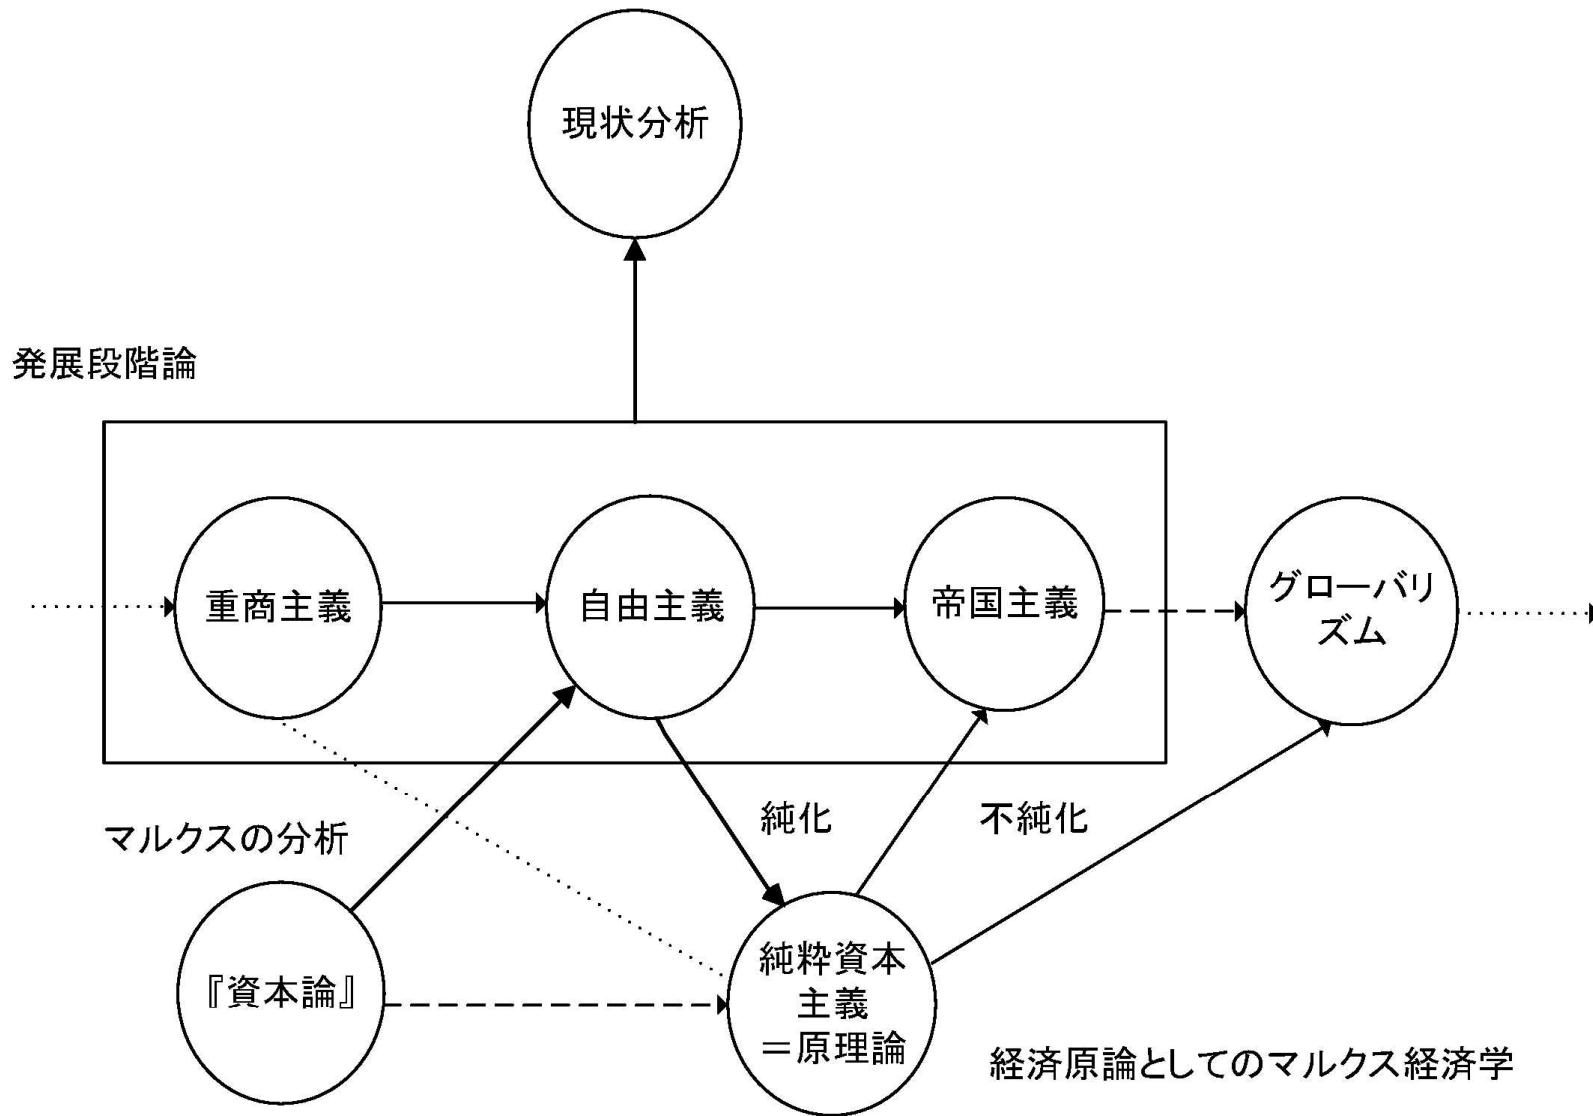 現状分析
発展段階論
重商主義
自由主義
帝国主義
グローバリ
ズム
マルクスの分析
純化
不純化
『資本論』
純粋資本
主義
＝原理論
経済原論としてのマルクス経済学